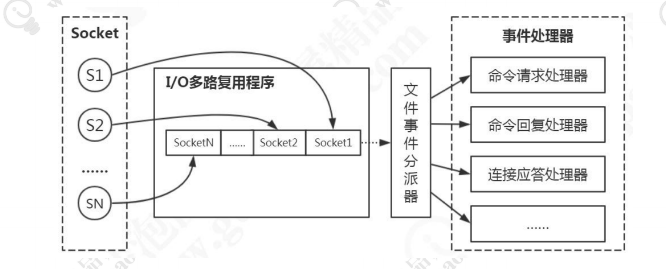 Socket
S1
S2
......
SN
I/O多路复用程序
SocketN
......
Socket2
Socket1
文件事件分派器
事件处理器
命令请求处理器
命令回复处理器
连接应答处理器
......